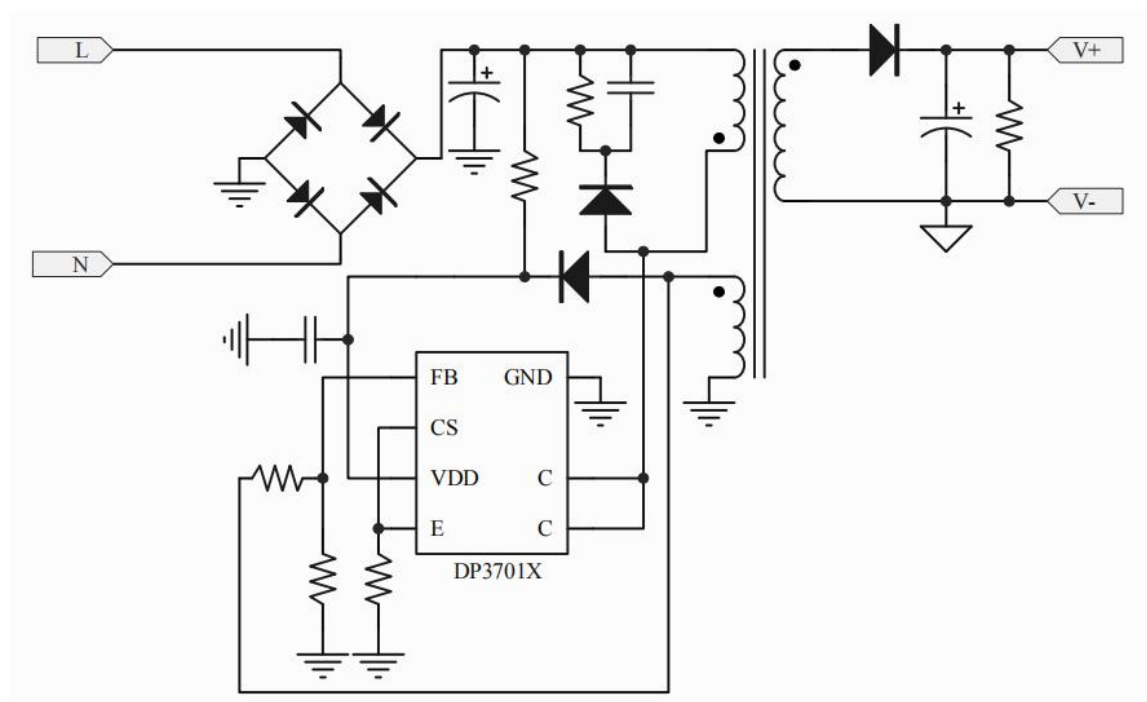 L
V+
+
+
V-
N
FB
GND
CS
VDD
C
E
C
DP3701X